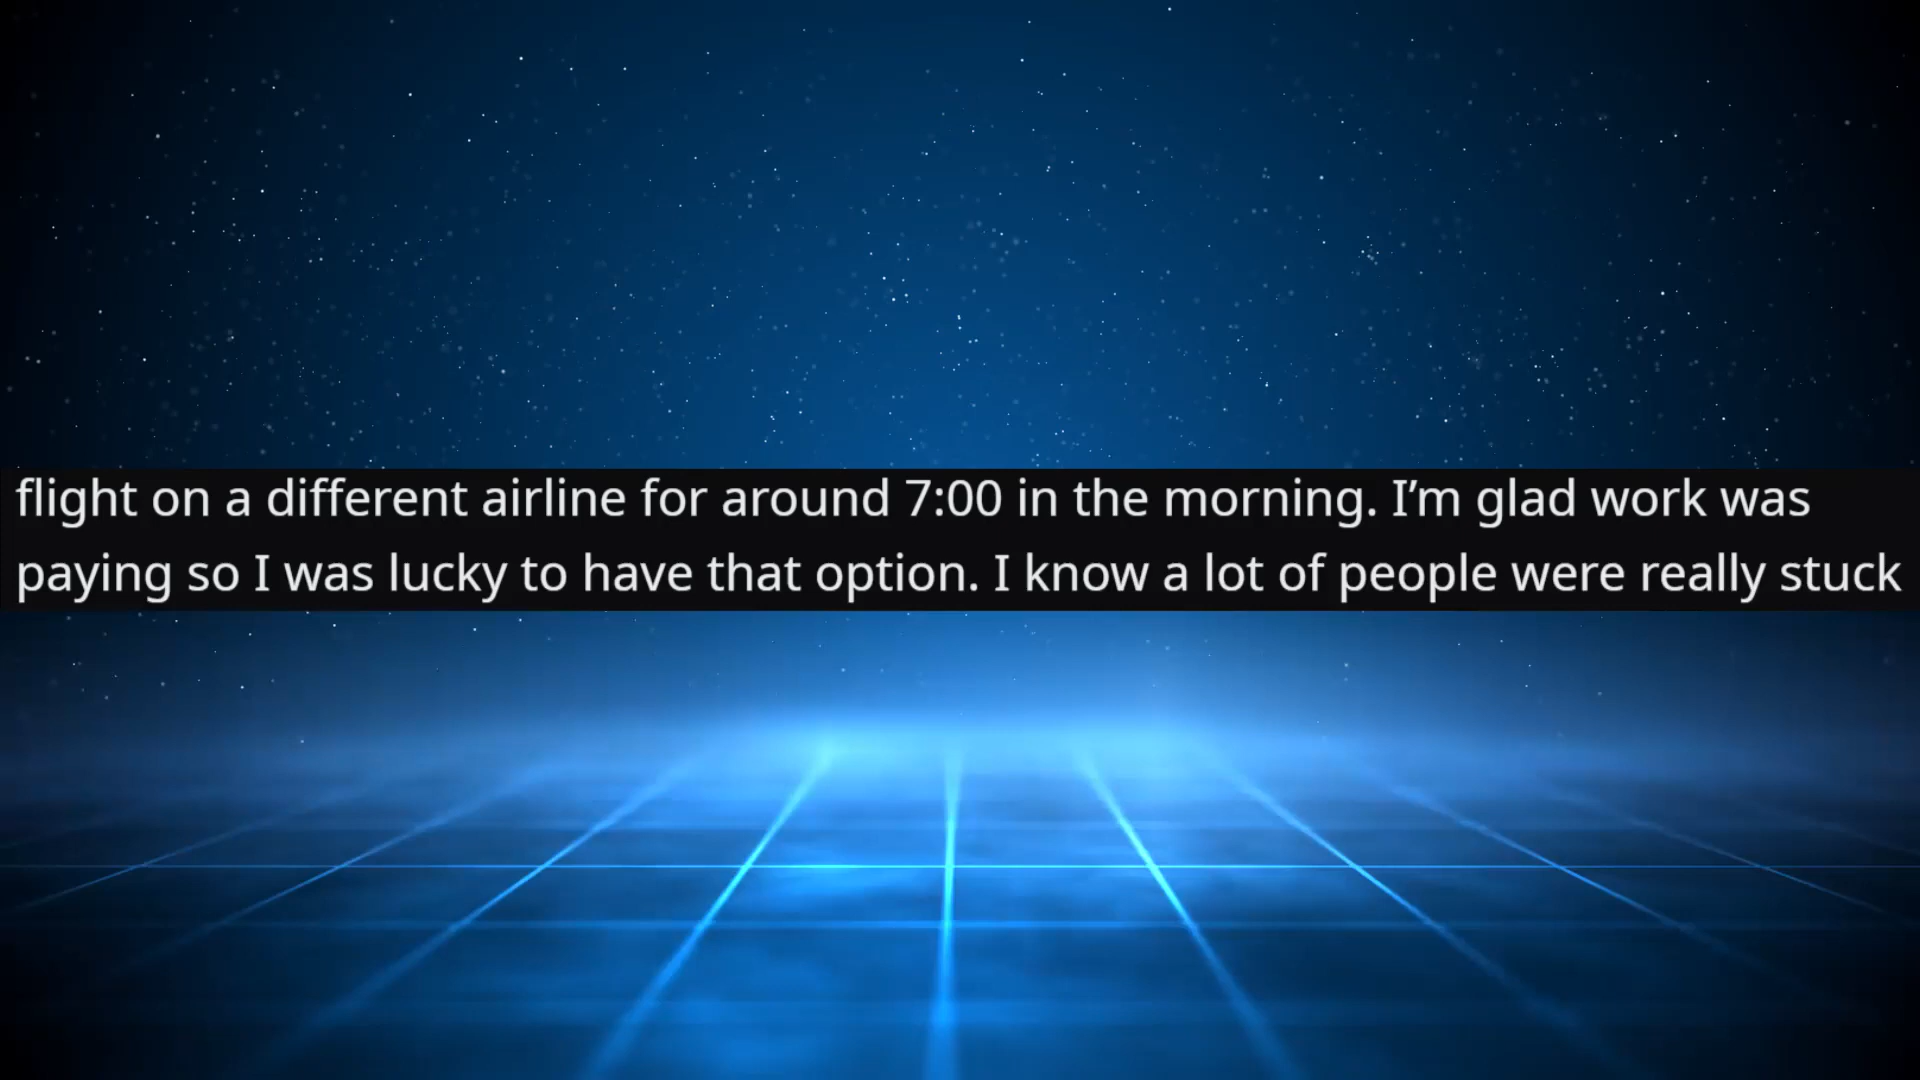 flight on a different airline for around 7:00 in the morning. I’m glad work was
paying so I was lucky to have that option. I know a lot of people were really stuck